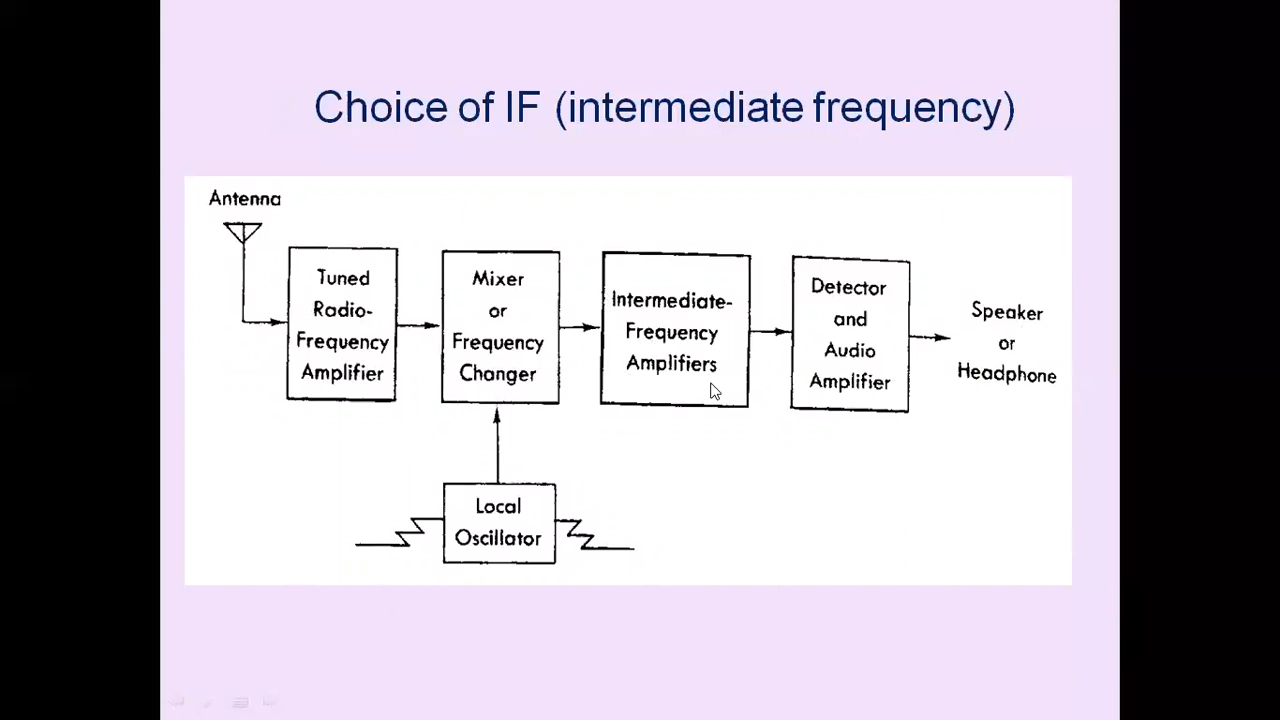 Choice of IF (intermediate frequency)
Antenna
Tuned
Radio-
Frequency
Amplifier
Mixer
or
Frequency
Changer
Intermediate-
Frequency
Amplifiers
Detector
and
Audio
Amplifier
Speaker
or
Headphone
Local
Oscillator